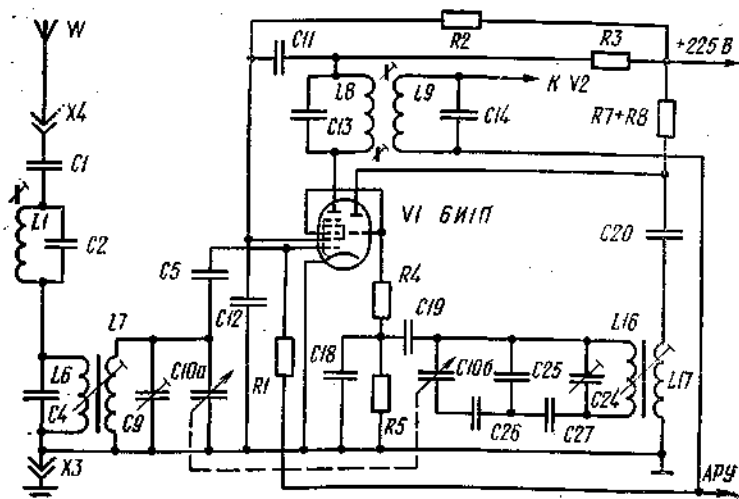 W
C11
R2
R3
+225 В
X4
L8
L9
К V2
C13
C14
R7+R8
C1
L1
C2
V1 6И1П
C20
C5
R4
C12
C19
L16
L7
C18
C10б
C25
L6
C10а
R1
C24
L17
C4
C9
R5
C26
C27
X3
АРУ